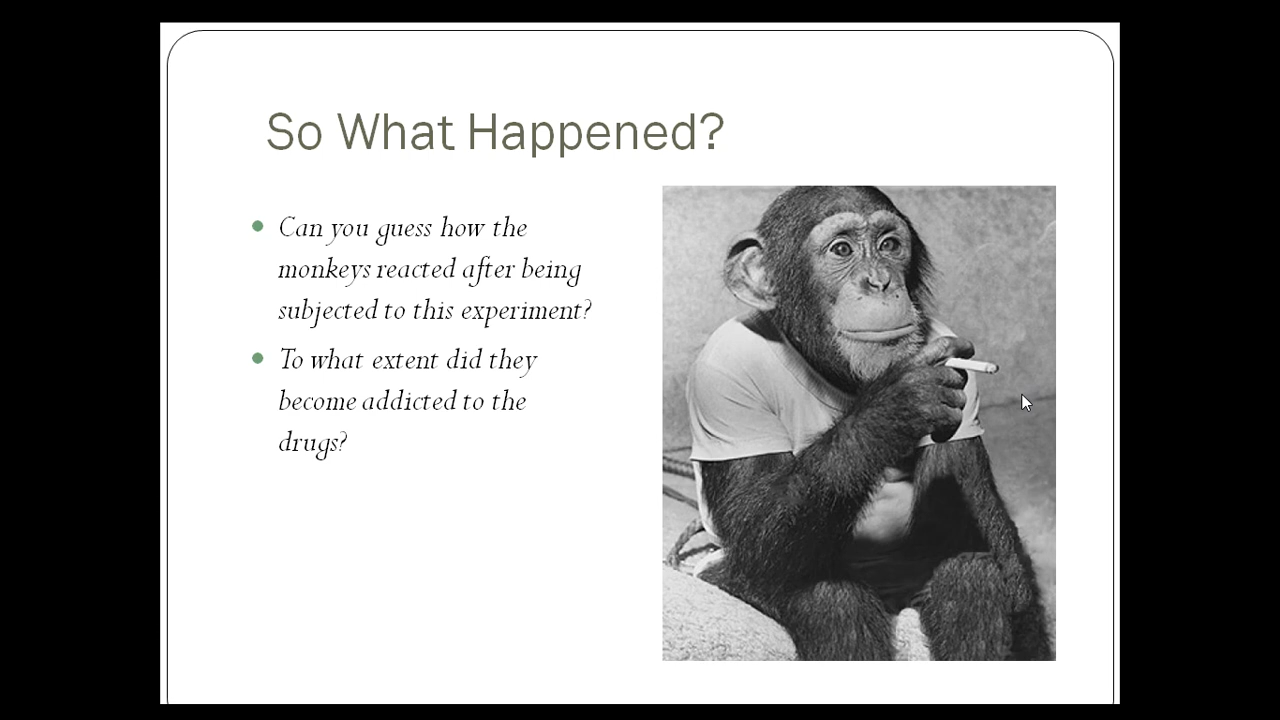 So What Happened?
Can you guess how the
monkeys reacted after being
subjected to this experiment?
To what extent did they
become addicted to the
drugs?